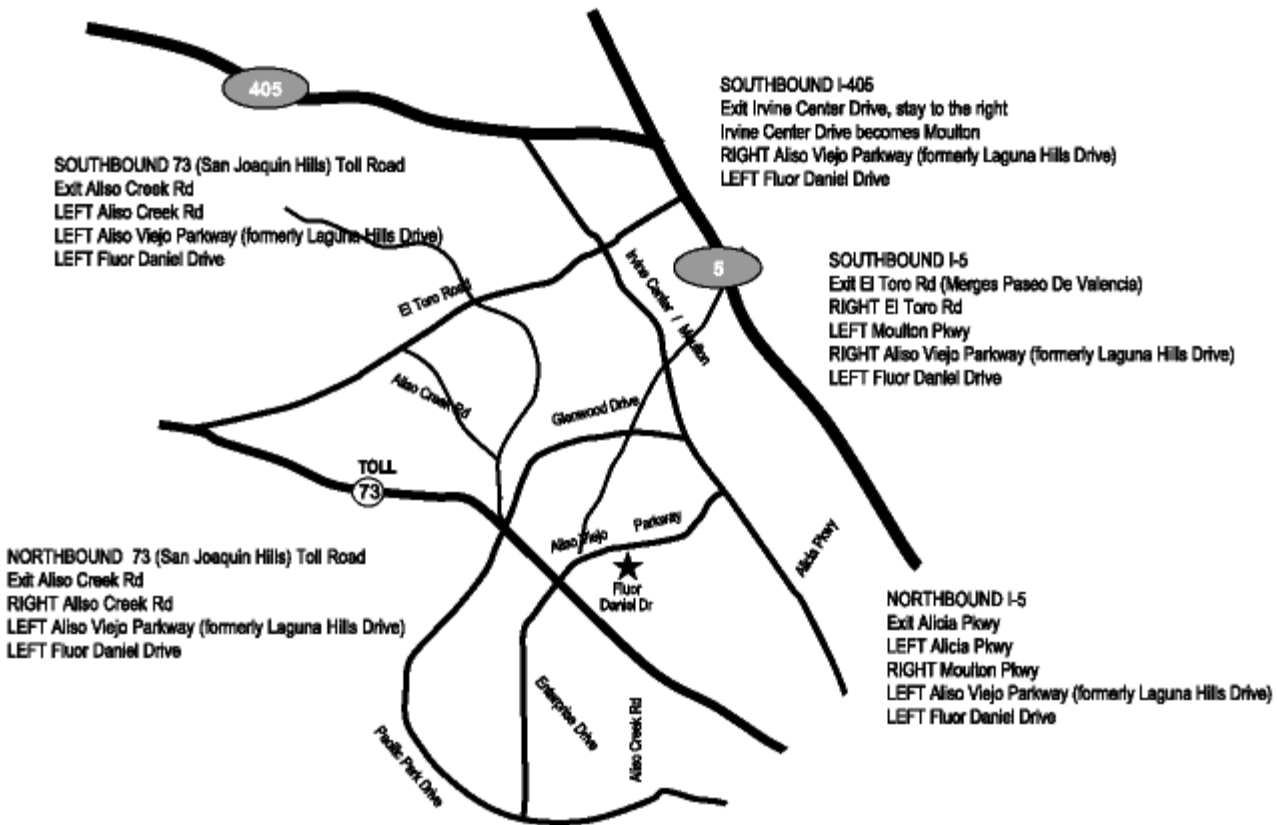 405
SOUTHBOUND I-405
Exit Irvine Center Drive, stay to the right
Irvine Center Drive becomes Moulton
RIGHT Aliso Viejo Parkway (formerly Laguna Hills Drive)
LEFT Fluor Daniel Drive
SOUTHBOUND 73 (San Joaquin Hills) Toll Road
Exit Aliso Creek Rd
LEFT Aliso Creek Rd
LEFT Aliso Viejo Parkway (formerly Laguna Hills Drive)
LEFT Fluor Daniel Drive
5
SOUTHBOUND I-5
Exit El Toro Rd (Merges Paseo De Valencia)
RIGHT El Toro Rd
LEFT Moulton Pkwy
RIGHT Aliso Viejo Parkway (formerly Laguna Hills Drive)
LEFT Fluor Daniel Drive
El Toro Road
Irvine Center / Moulton
Aliso Creek Rd
Glenwood Drive
TOLL
73
Aliso Viejo Parkway
Alicia Pkwy
Fluor
Daniel Dr
NORTHBOUND 73 (San Joaquin Hills) Toll Road
Exit Aliso Creek Rd
RIGHT Aliso Creek Rd
LEFT Aliso Viejo Parkway (formerly Laguna Hills Drive)
LEFT Fluor Daniel Drive
NORTHBOUND I-5
Exit Alicia Pkwy
LEFT Alicia Pkwy
RIGHT Moulton Pkwy
LEFT Aliso Viejo Parkway (formerly Laguna Hills Drive)
LEFT Fluor Daniel Drive
Enterprise Drive
Aliso Creek Rd
Pacific Park Drive